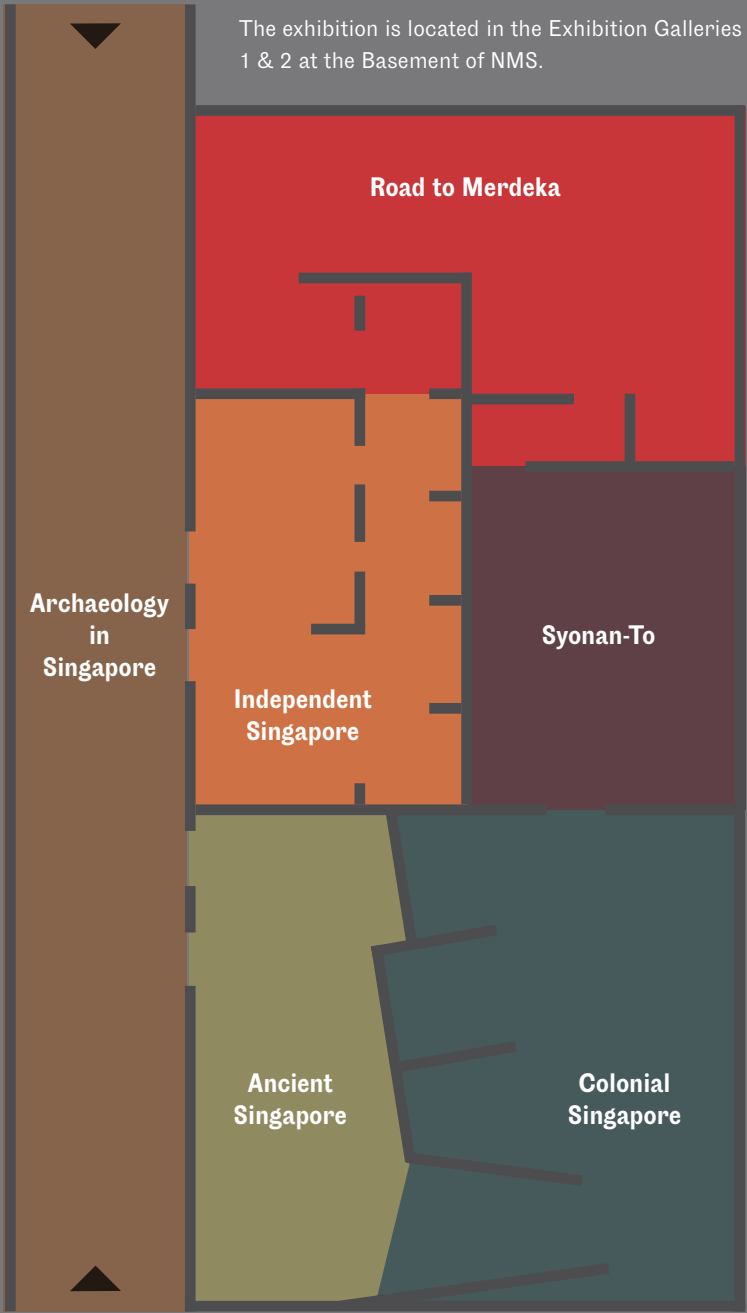 The exhibition is located in the Exhibition Galleries
1 & 2 at the Basement of NMS.
Road to Merdeka
Archaeology
in
Singapore
Syonan-To
Independent
Singapore
Ancient
Singapore
Colonial
Singapore